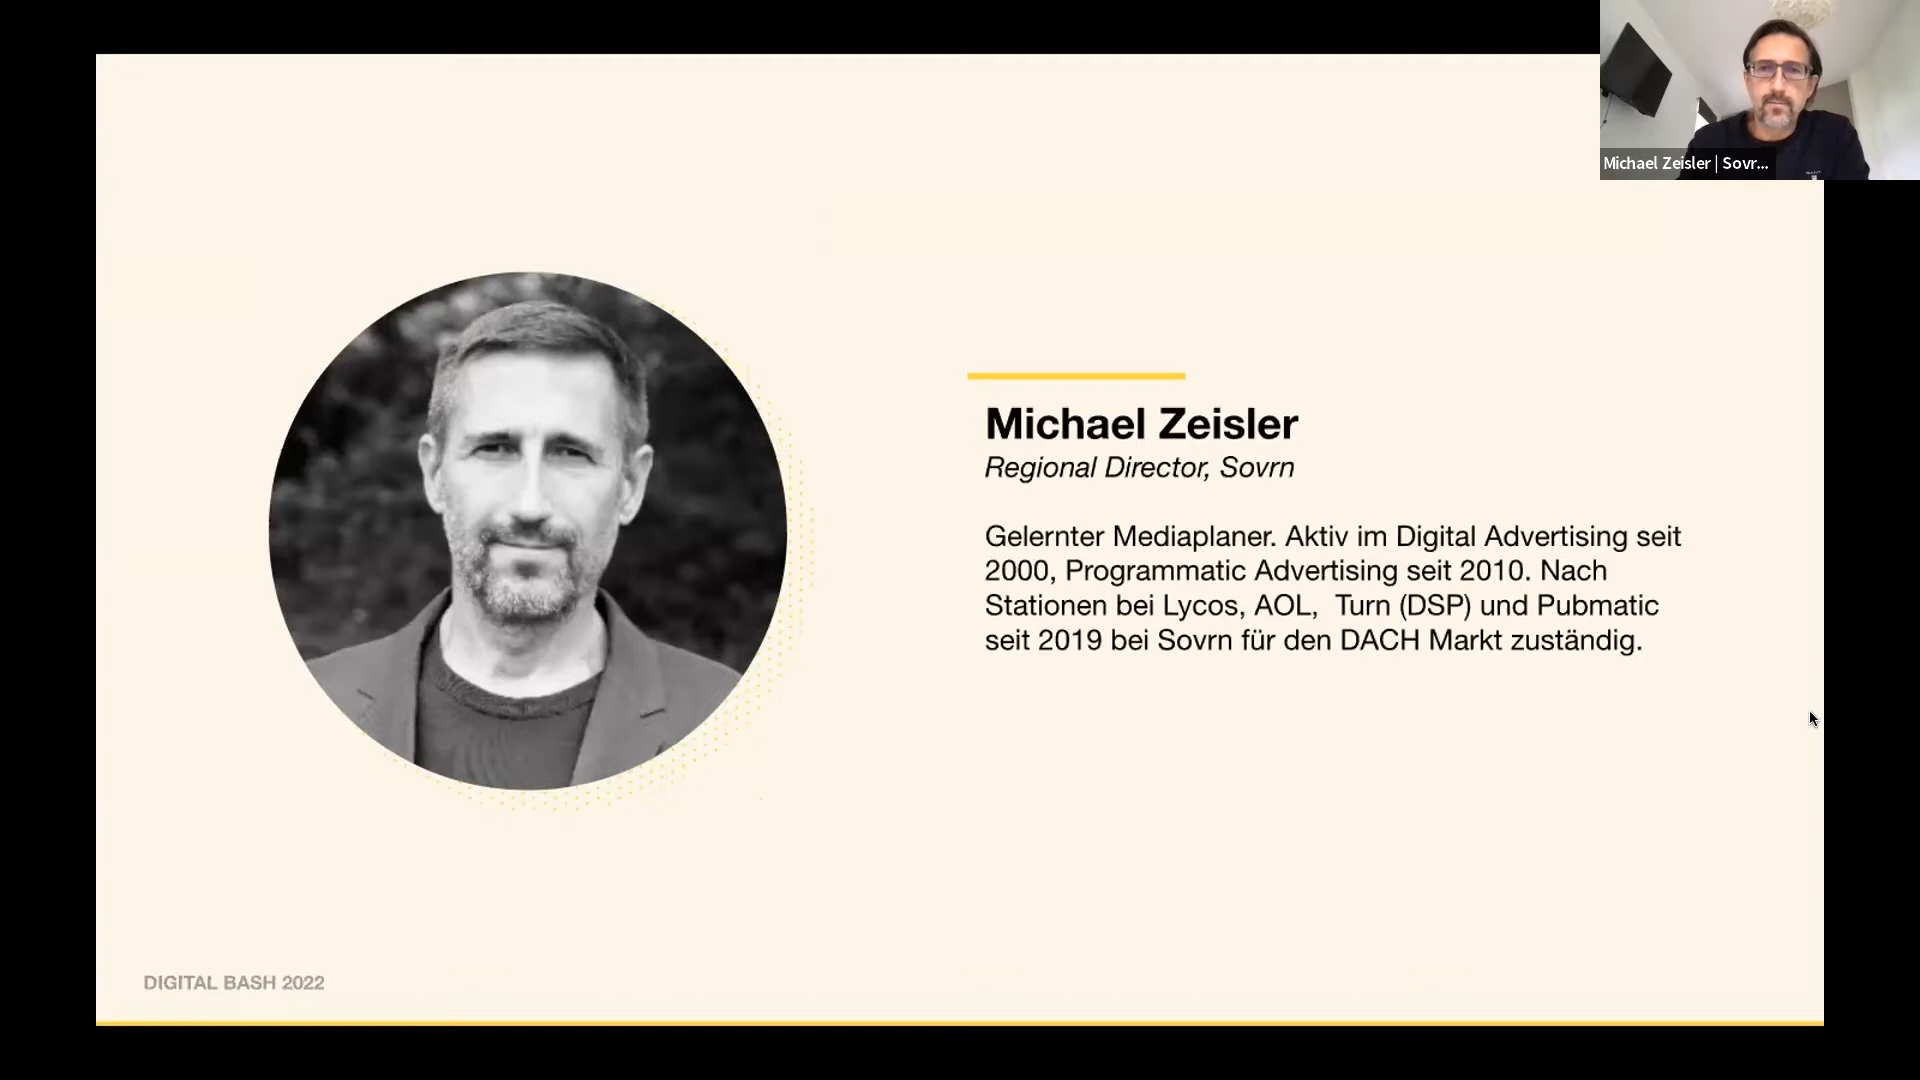 Michael Zeisler | Sovr...
Michael Zeisler
Regional Director, Sovrn
Gelernter Mediaplaner. Aktiv im Digital Advertising seit
2000, Programmatic Advertising seit 2010. Nach
Stationen bei Lycos, AOL,  Turn (DSP) und Pubmatic
seit 2019 bei Sovrn für den DACH Markt zuständig.
DIGITAL BASH 2022